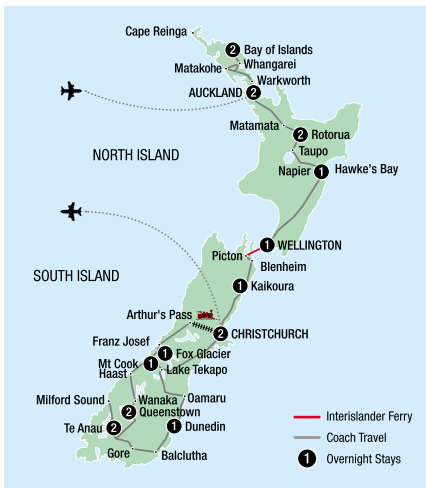 Cape Reinga
2 Bay of Islands
Whangarei
Matakohe
Warkworth
AUCKLAND 2
Matamata
2 Rotorua
Taupo
NORTH ISLAND
Napier 1 Hawke's Bay
1 WELLINGTON
Picton
Blenheim
SOUTH ISLAND
1 Kaikoura
Arthur's Pass
2 CHRISTCHURCH
Franz Josef
1 Fox Glacier
Mt Cook 1
Lake Tekapo
Haast
Milford Sound
Wanaka
Oamaru
2 Queenstown
Te Anau 2
1 Dunedin
Gore
Balclutha
Interislander Ferry
Coach Travel
1 Overnight Stays